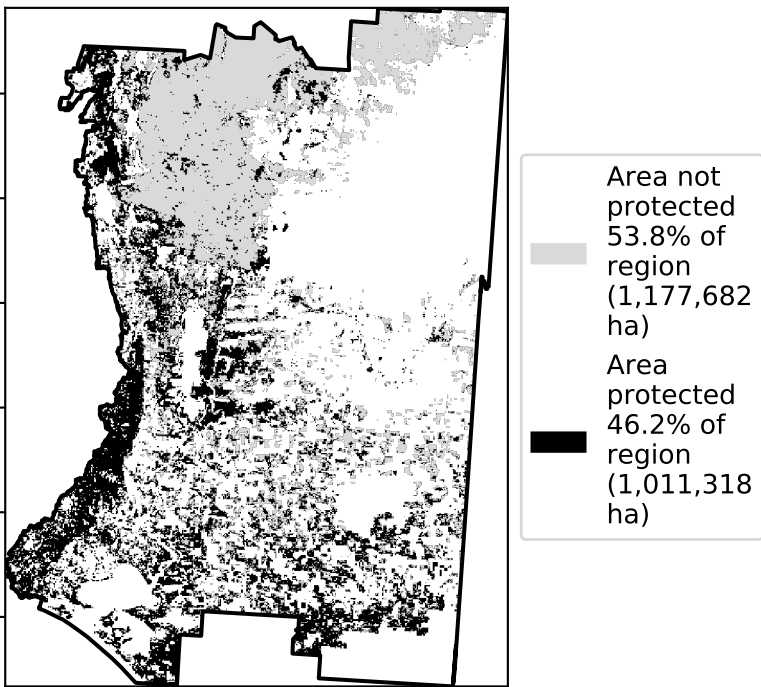 Area not
protected
53.8% of
region
(1,177,682
ha)
Area
protected
46.2% of
region
(1,011,318
ha)